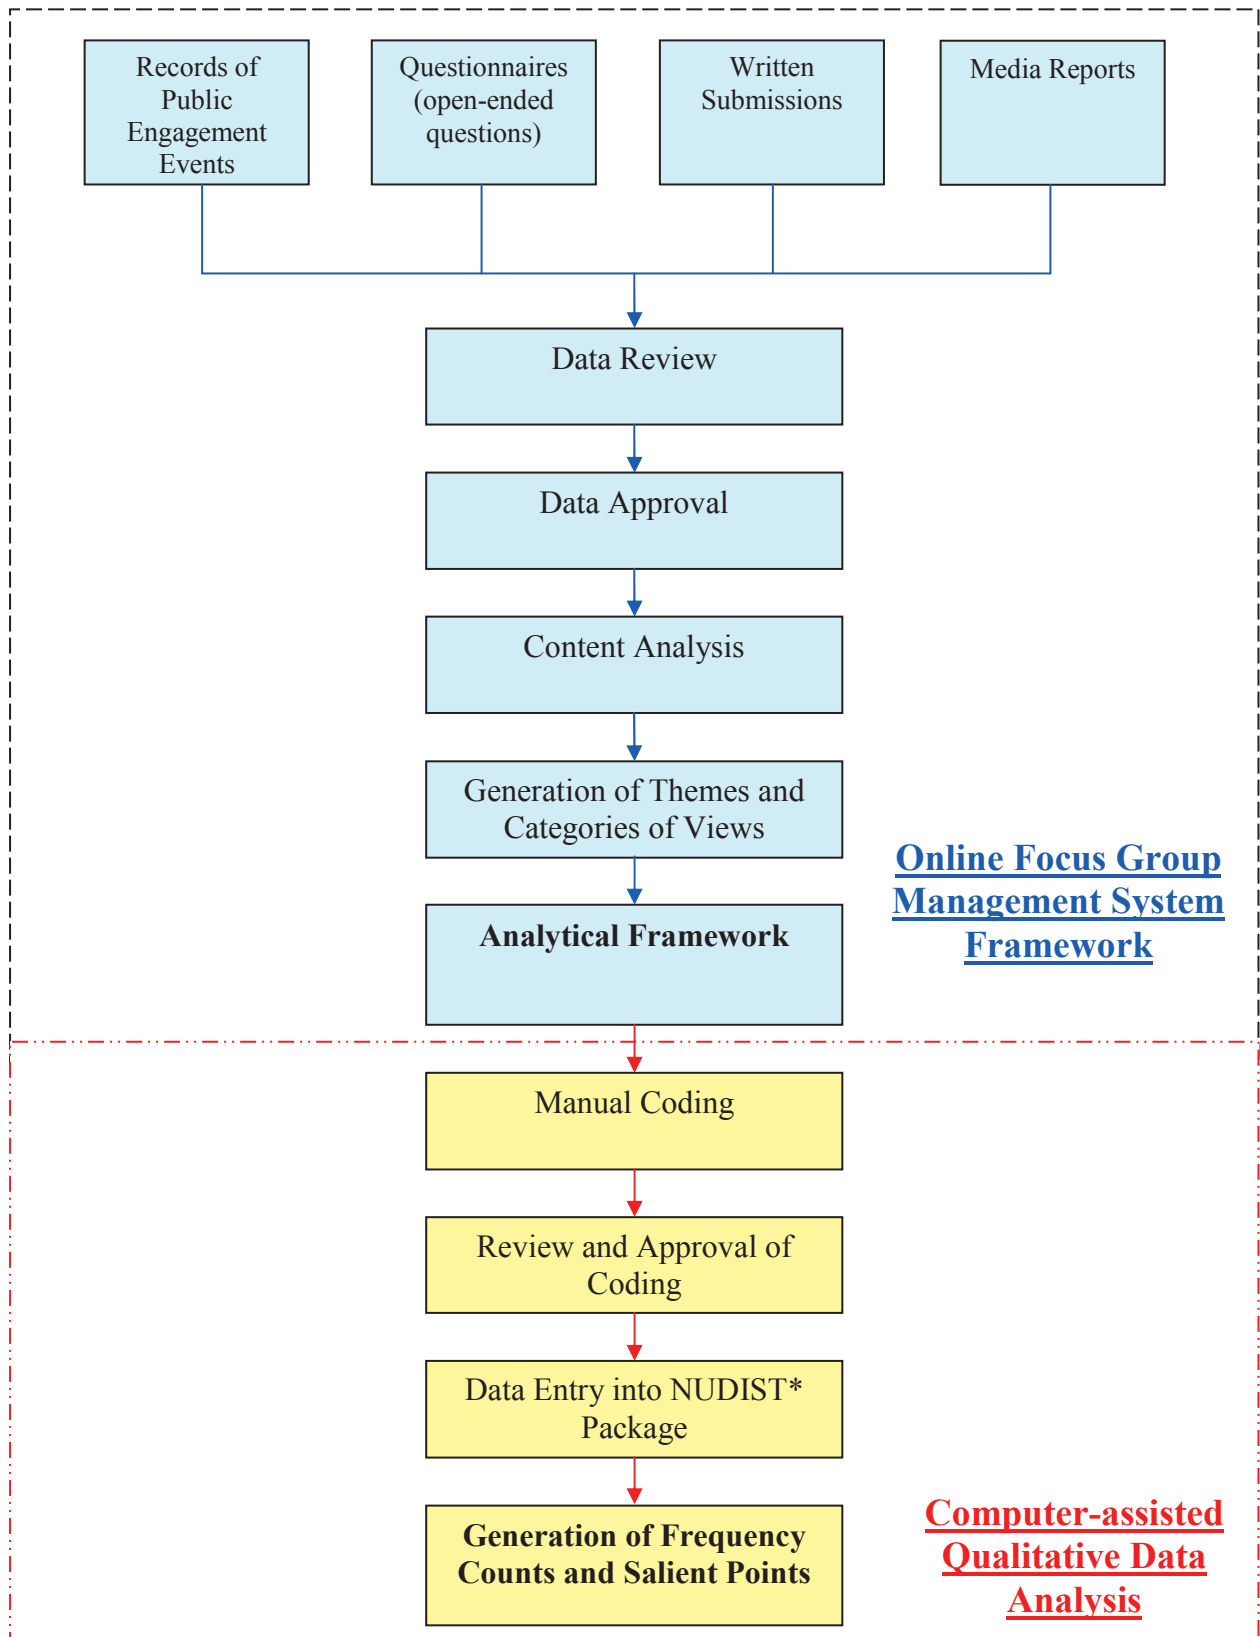 Records of
Public
Engagement
Events
Questionnaires
(open-ended
questions)
Written
Submissions
Media Reports
Data Review
Data Approval
Content Analysis
Generation of Themes and
Categories of Views
Analytical Framework
Online Focus Group
Management System
Framework
Manual Coding
Review and Approval of
Coding
Data Entry into NUDIST*
Package
Generation of Frequency
Counts and Salient Points
Computer-assisted
Qualitative Data
Analysis